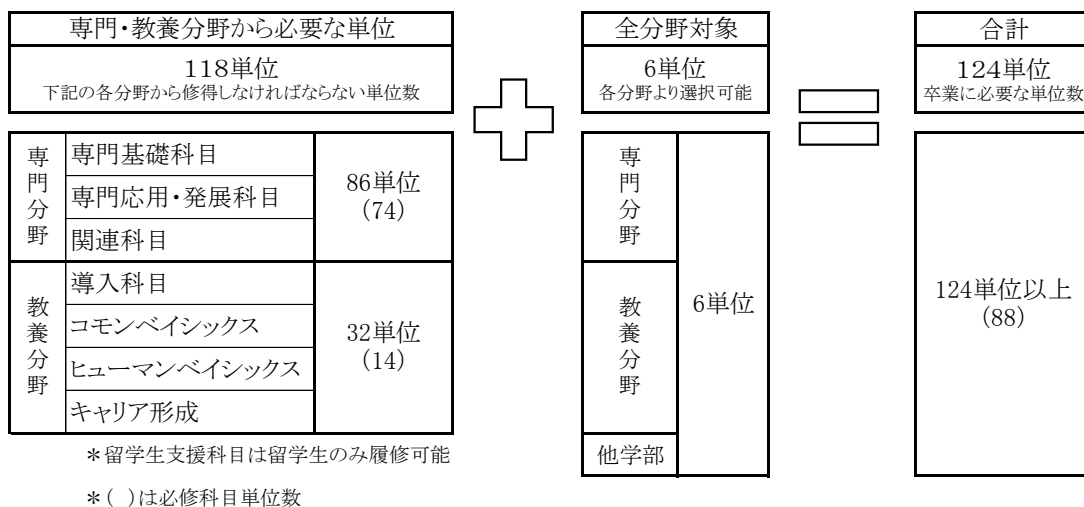 専門・教養分野から必要な単位
118単位
下記の各分野から修得しなければならない単位数
全分野対象
6単位
各分野より選択可能
合計
124単位
卒業に必要な単位数
専門分野
専門基礎科目
専門応用・発展科目
関連科目
86単位
(74)
教養分野
導入科目
コモンベイシックス
ヒューマンベイシックス
キャリア形成
32単位
(14)
専門分野
教養分野
他学部
6単位
124単位以上
(88)
*留学生支援科目は留学生のみ履修可能
*( )は必修科目単位数